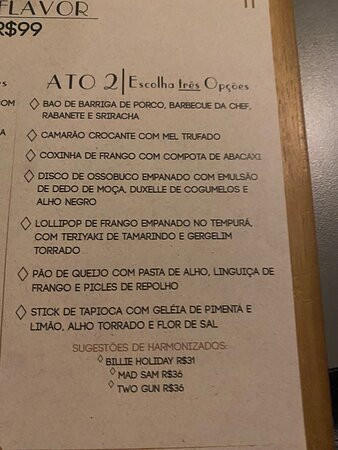 FLAVOR
R$99
ATO 2 | Escolha três Opções
BAO DE BARRIGA DE PORCO, BARBECUE DA CHEF,
RABANETE E SRIRACHA
CAMARÃO CROCANTE COM MEL TRUFADO
COXINHA DE FRANGO COM COMPOTA DE ABACAXI
DISCO DE OSSOBUCO EMPANADO COM EMULSÃO
DE DEDO DE MOÇA, DUXELLE DE COGUMELOS E
ALHO NEGRO
LOLLIPOP DE FRANGO EMPANADO NO TEMPURÁ,
COM TERIYAKI DE TAMARINDO E GERGELIM
TORRADO
PÃO DE QUEIJO COM PASTA DE ALHO, LINGUIÇA DE
FRANGO E PICLES DE REPOLHO
STICK DE TAPIOCA COM GELÉIA DE PIMENTA E
LIMÃO, ALHO TORRADO E FLOR DE SAL
SUGESTÕES DE HARMONIZADOS:
BILLIE HOLIDAY R$31
MAD SAM R$36
TWO GUN R$36